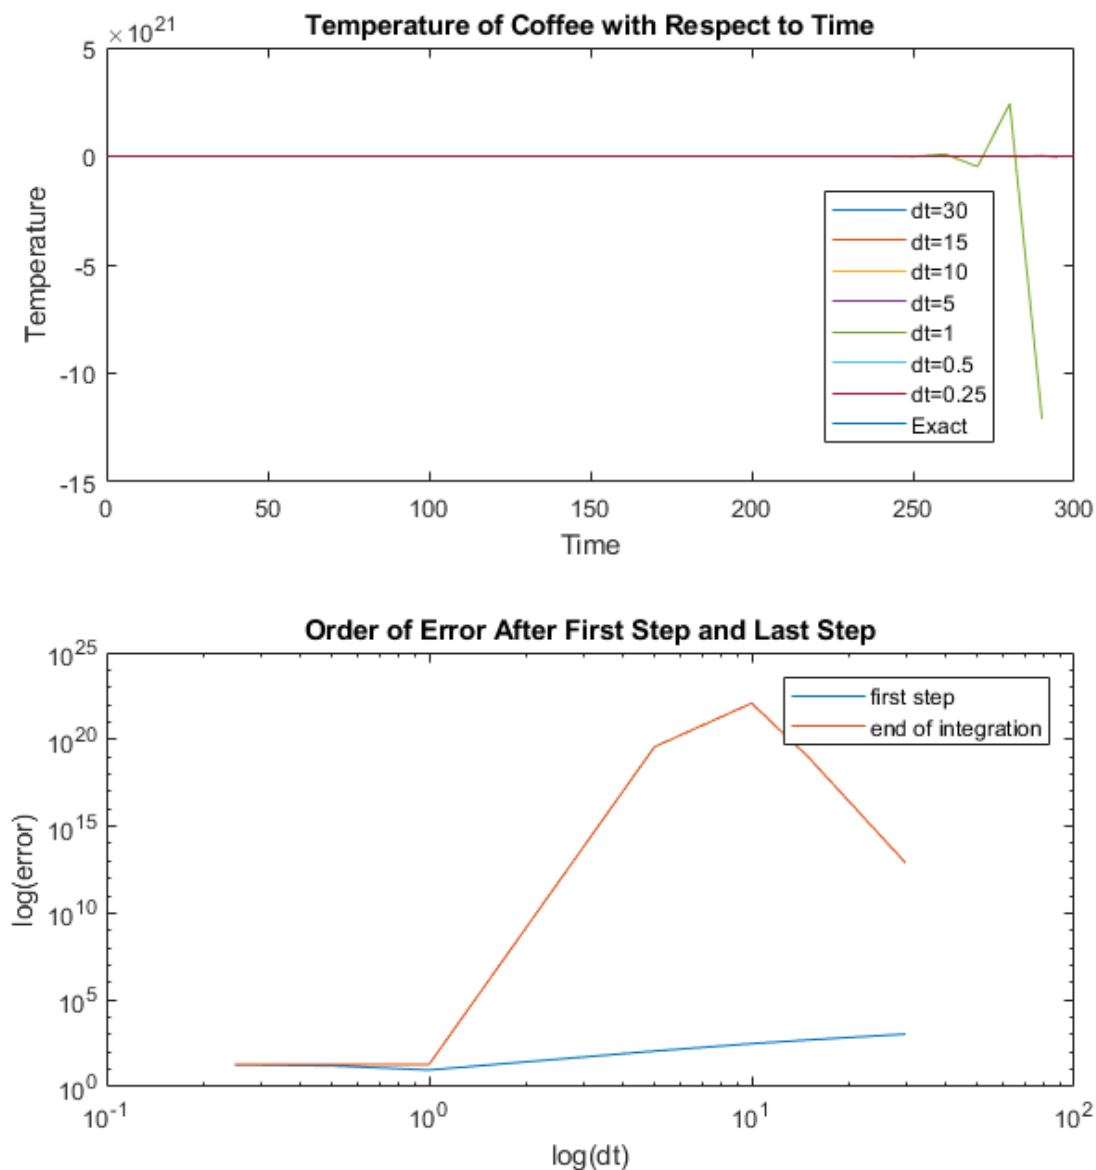 Temperature of Coffee with Respect to Time
× 10^21
5
0
-5
-10
-15
Temperature
0 50 100 150 200 250 300
Time
dt=30
dt=15
dt=10
dt=5
dt=1
dt=0.5
dt=0.25
Exact
Order of Error After First Step and Last Step
10^25
10^20
10^15
10^10
10^5
10^0
log(error)
10^-1 10^0 10^1 10^2
log(dt)
first step
end of integration